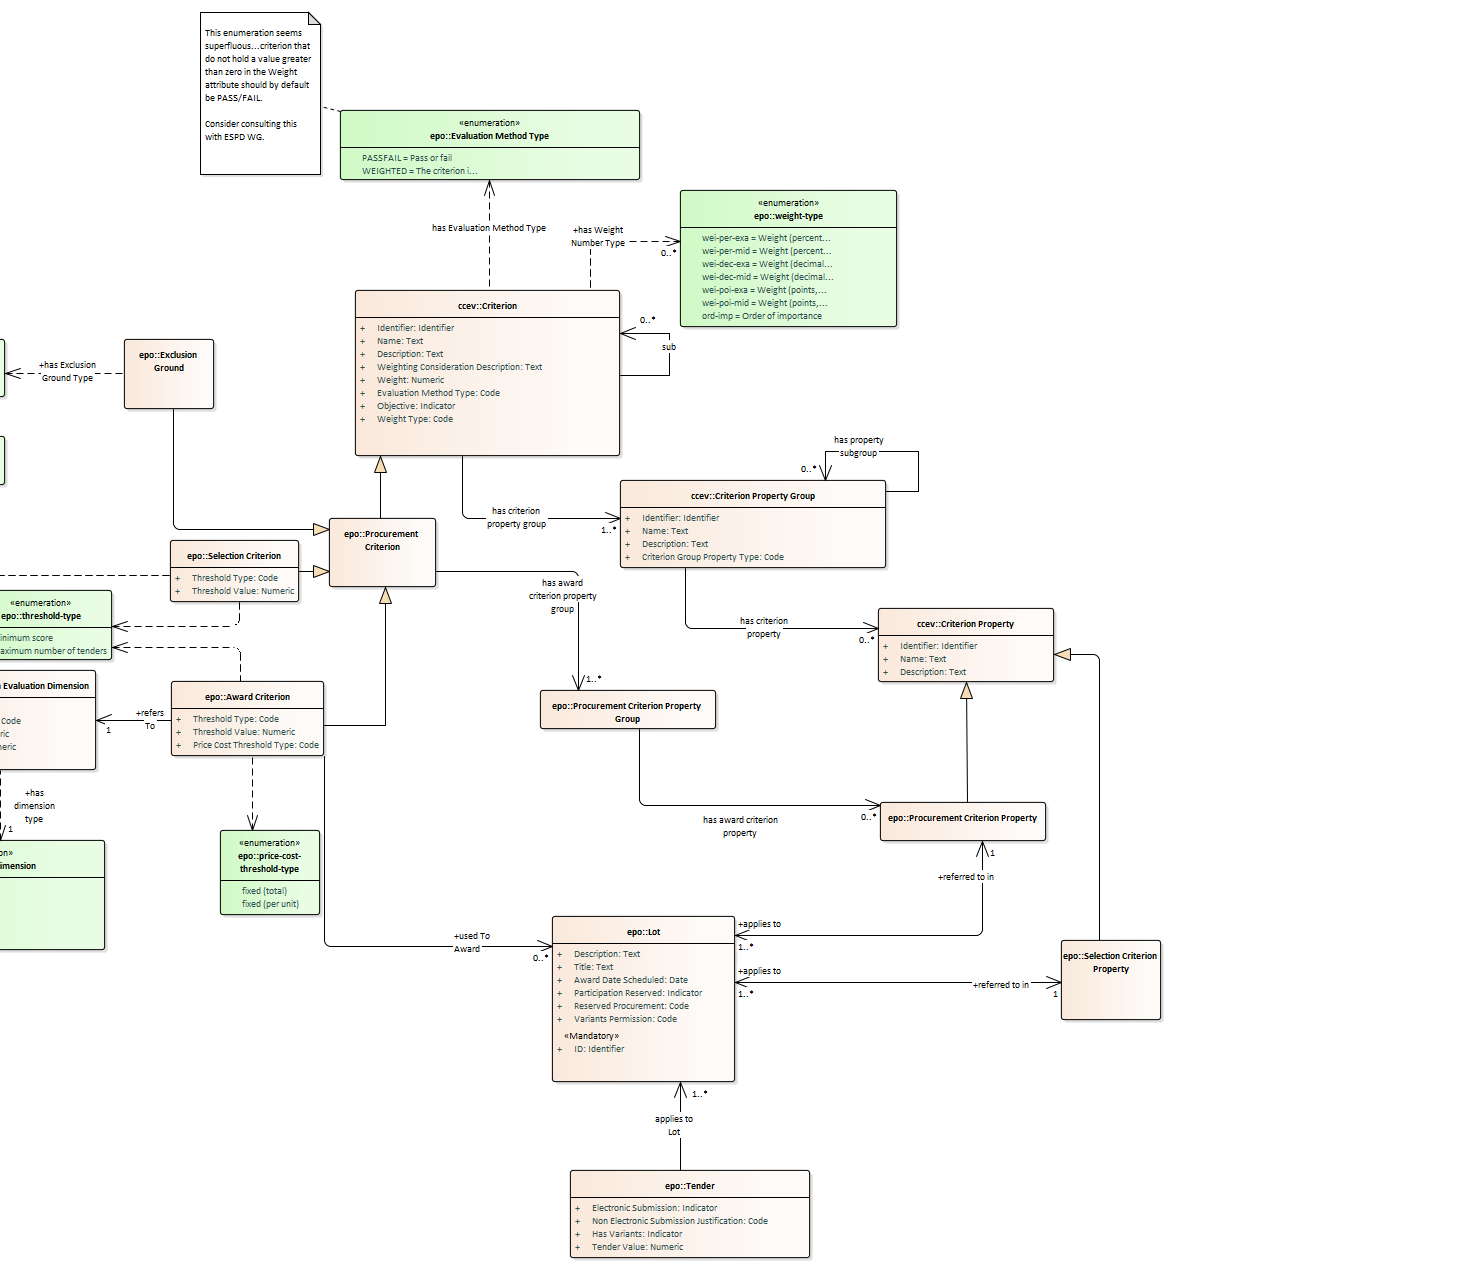 This enumeration seems
superfluous...criterion that
do not hold a value greater
than zero in the Weight
attribute should by default
be PASS/FAIL.
Consider consulting this
with ESPD WG.
«enumeration»
epo::Evaluation Method Type
PASSFAIL = Pass or fail
WEIGHTED = The criterion i...
has Evaluation Method Type
+has Weight
Number Type
0..*
«enumeration»
epo::weight-type
wei-per-exa = Weight (percent...
wei-per-mid = Weight (percent...
wei-dec-exa = Weight (decimal...
wei-dec-mid = Weight (decimal...
wei-poi-exa = Weight (points,...
wei-poi-mid = Weight (points,...
ord-imp = Order of importance
ccev::Criterion
+ Identifier: Identifier
+ Name: Text
+ Description: Text
+ Weighting Consideration Description: Text
+ Weight: Numeric
+ Evaluation Method Type: Code
+ Objective: Indicator
+ Weight Type: Code
0..*
sub
+has Exclusion
Ground Type
epo::Exclusion
Ground
has property
subgroup
0..*
ccev::Criterion Property Group
+ Identifier: Identifier
+ Name: Text
+ Description: Text
+ Criterion Group Property Type: Code
has criterion
property group
1..*
epo::Procurement
Criterion
epo::Selection Criterion
+ Threshold Type: Code
+ Threshold Value: Numeric
«enumeration»
epo::threshold-type
inimum score
aximum number of tenders
has award
criterion property
group
1..*
has criterion
property
0..*
ccev::Criterion Property
+ Identifier: Identifier
+ Name: Text
+ Description: Text
Evaluation Dimension
Code
ric
neric
+refers
To
1
epo::Award Criterion
+ Threshold Type: Code
+ Threshold Value: Numeric
+ Price Cost Threshold Type: Code
epo::Procurement Criterion Property
Group
+has
dimension
type
1
on»
imension
«enumeration»
epo::price-cost-
threshold-type
fixed (total)
fixed (per unit)
has award criterion
property
0..*
epo::Procurement Criterion Property
1
+referred to in
+used To
Award
0..*
epo::Lot
+ Description: Text
+ Title: Text
+ Award Date Scheduled: Date
+ Participation Reserved: Indicator
+ Reserved Procurement: Code
+ Variants Permission: Code
«Mandatory»
+ ID: Identifier
+applies to
1..*
+applies to
1..*
+referred to in
1
epo::Selection Criterion
Property
1..*
applies to
Lot
epo::Tender
+ Electronic Submission: Indicator
+ Non Electronic Submission Justification: Code
+ Has Variants: Indicator
+ Tender Value: Numeric